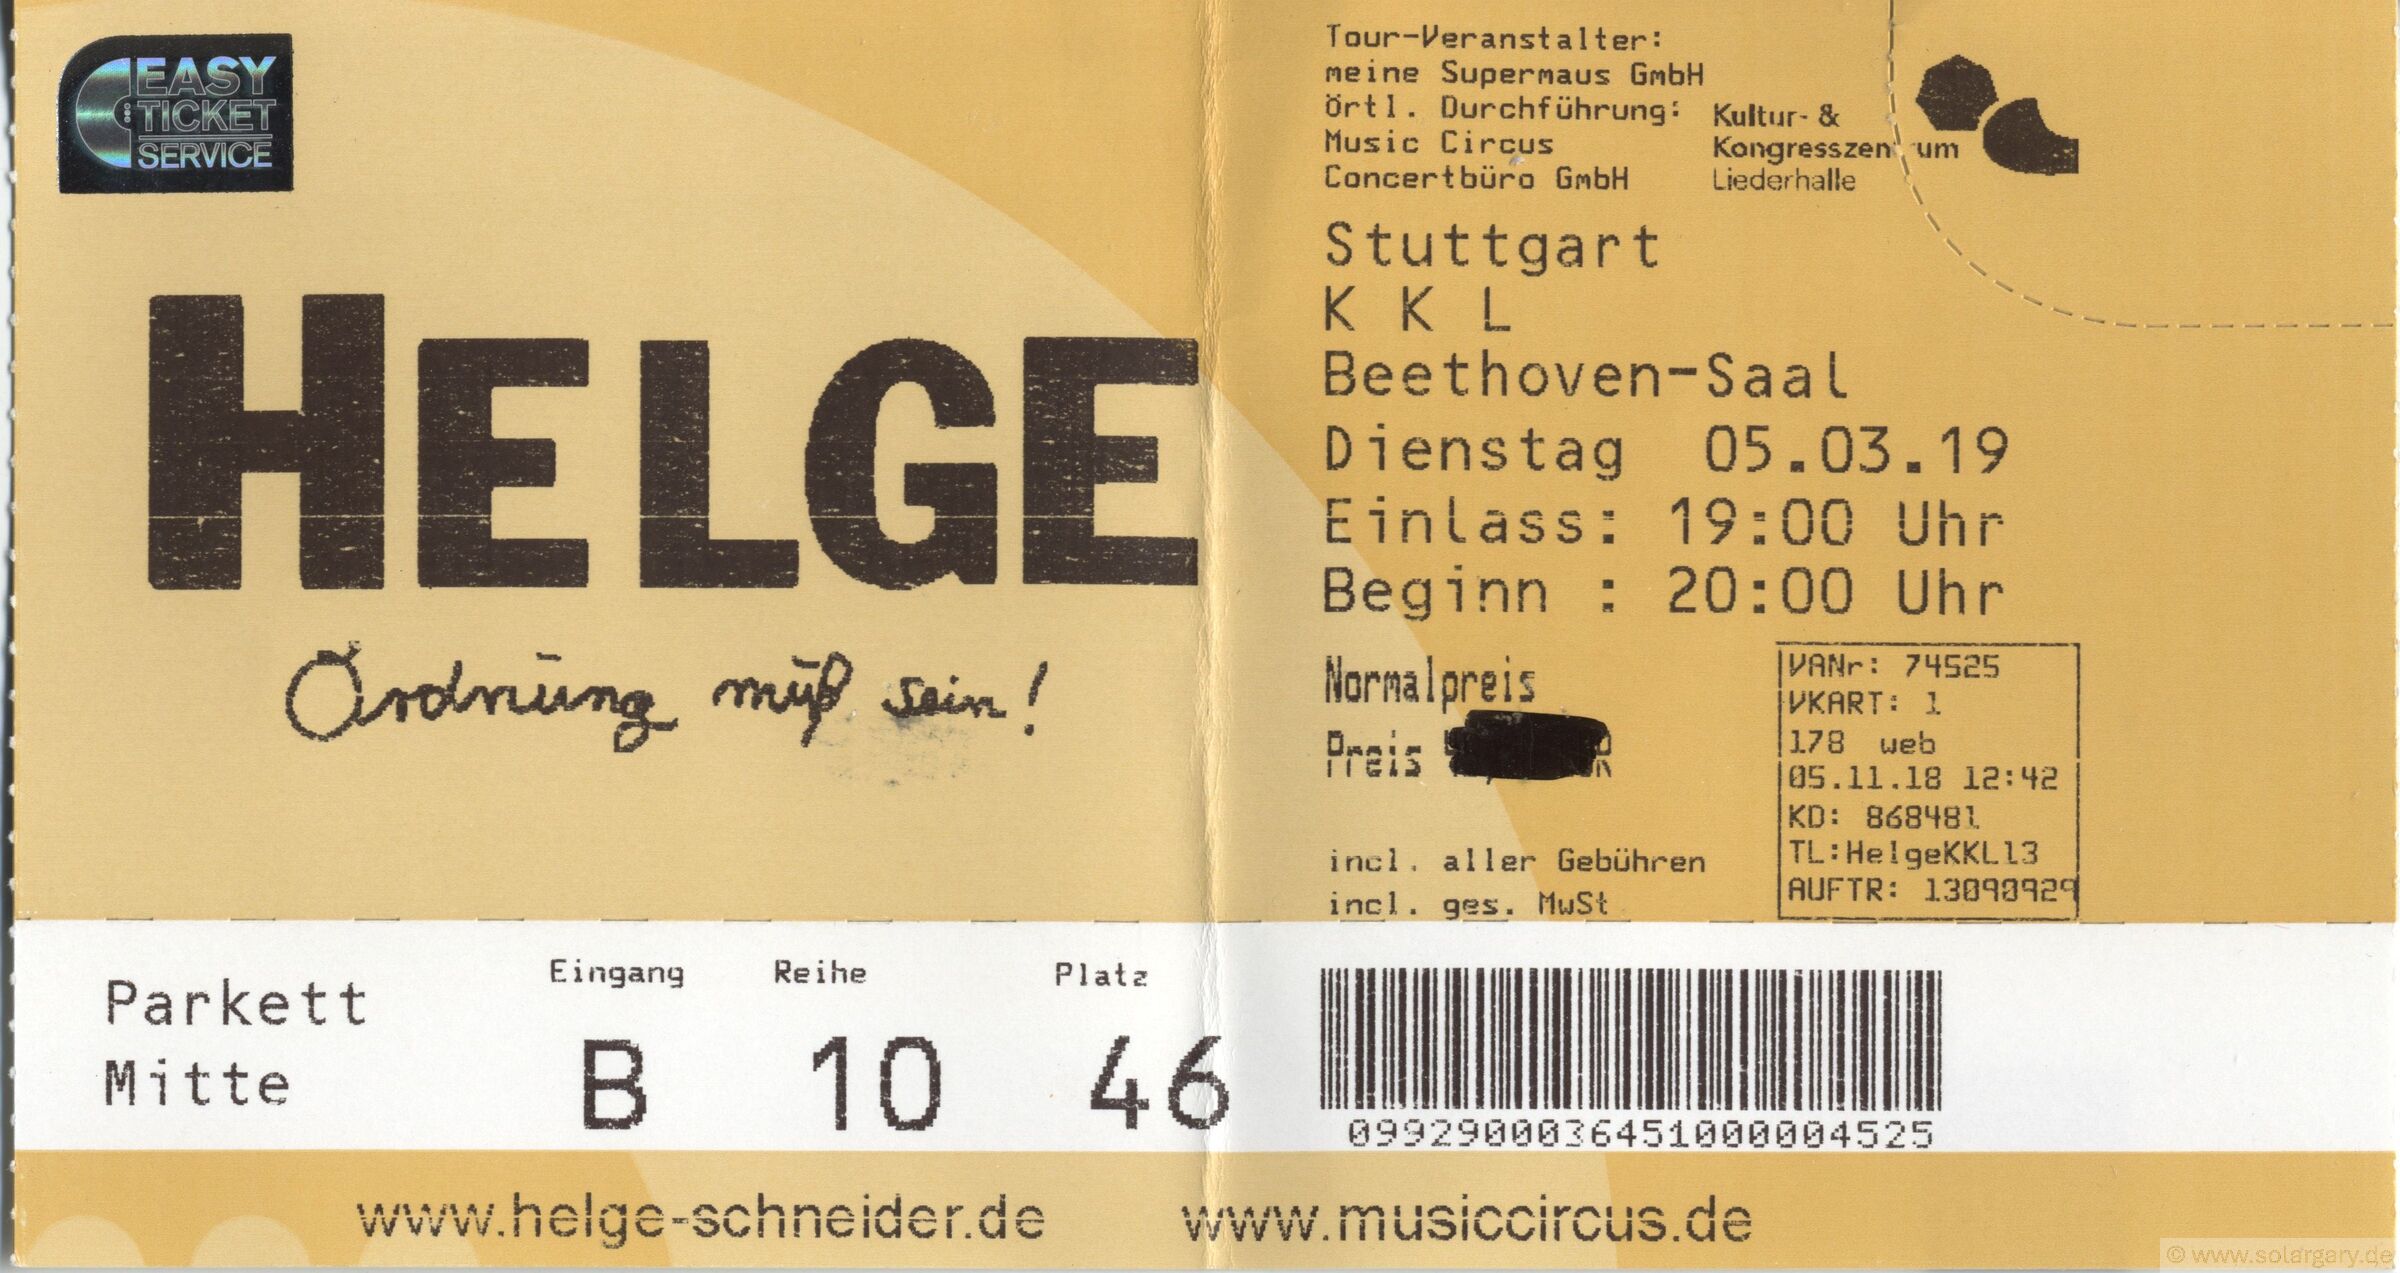 EASY
TICKET
SERVICE
HELGE
Ordnung muß sein!
Tour-Veranstalter:
meine Supermaus GmbH
örtl. Durchführung:
Music Circus
Concertbüro GmbH
Kultur- &
Kongresszentrum
Liederhalle
Stuttgart
K K L
Beethoven-Saal
Dienstag 05.03.19
Einlass: 19:00 Uhr
Beginn : 20:00 Uhr
Normalpreis
Preis
incl. aller Gebühren
incl. ges. MwSt
VANr: 74525
VKART: 1
178 web
05.11.18 12:42
KD: 868481
TL:HelgeKKL13
AUFTR: 13090929
Parkett
Mitte
Eingang Reihe Platz
B 10 46
0992900036451000004525
www.helge-schneider.de www.musiccircus.de
© www.solargary.de